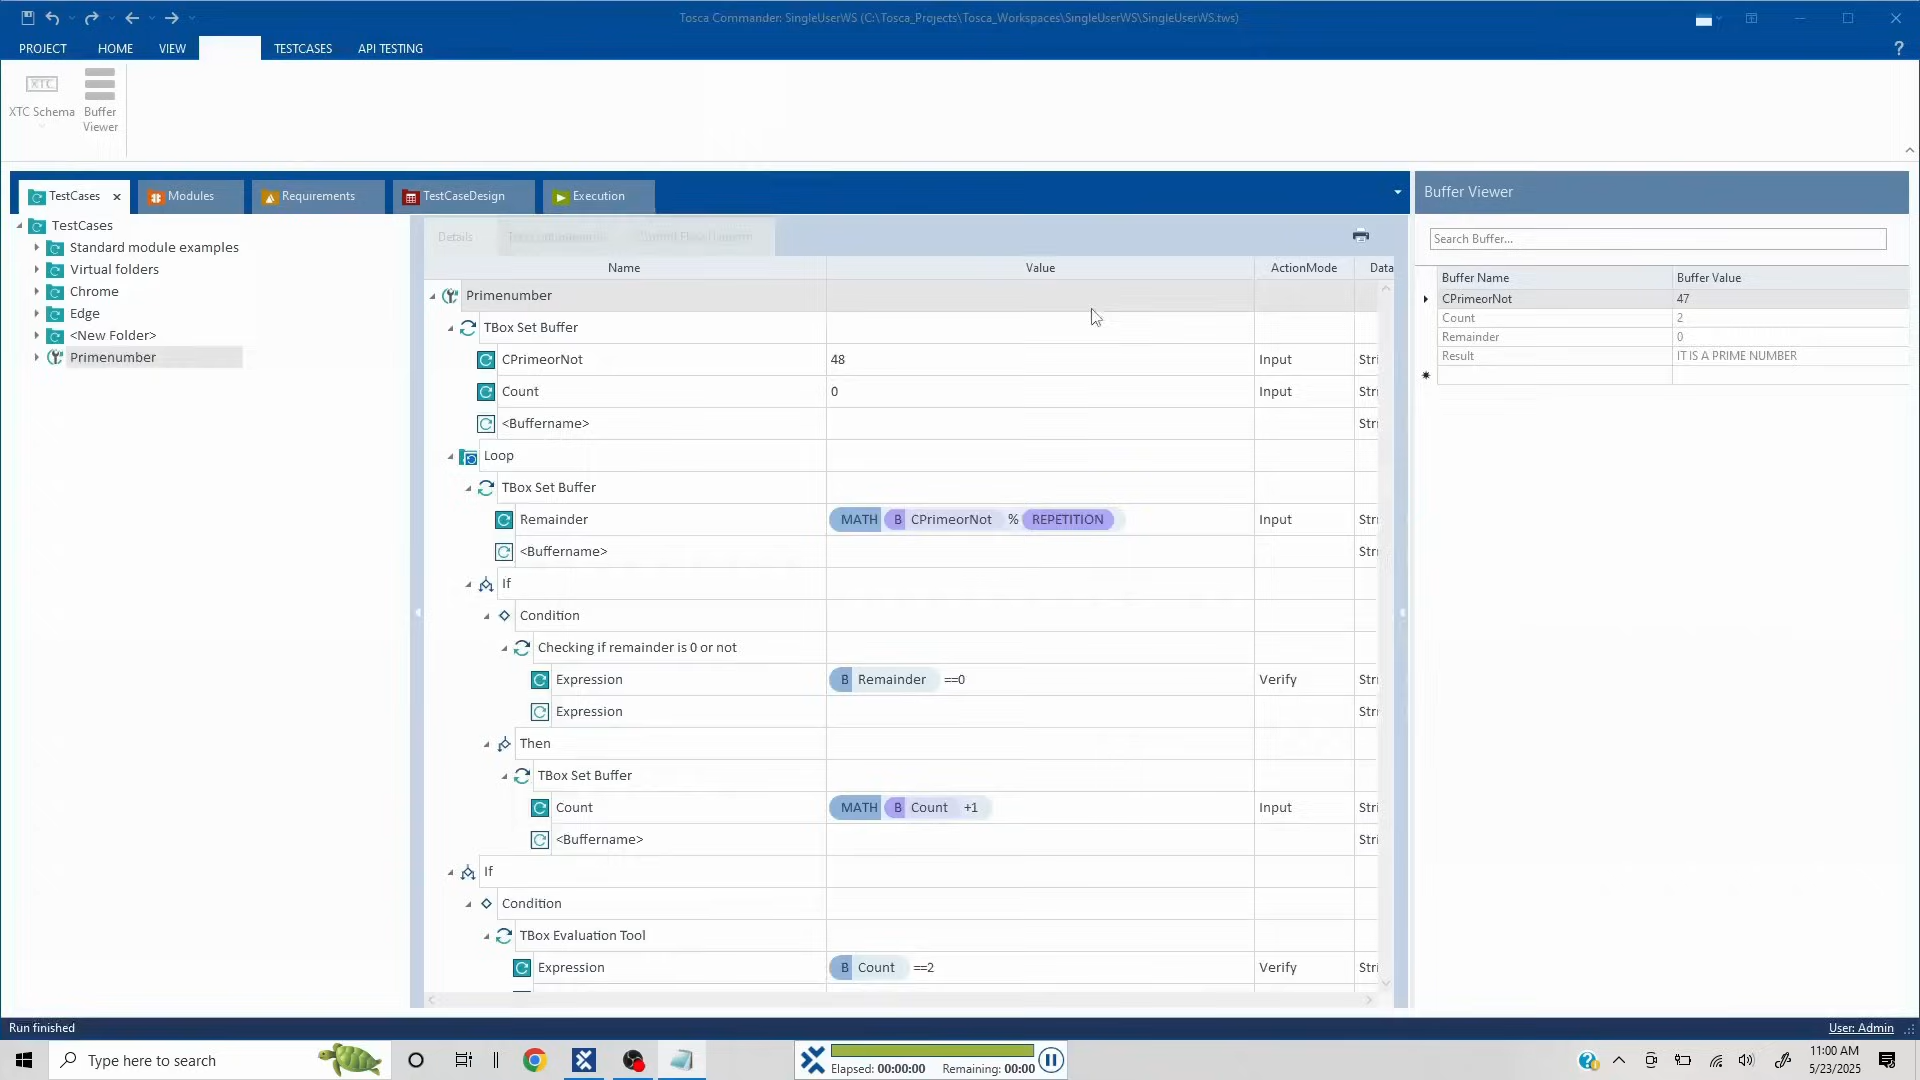 Tosca Commander: SingleUserWS (C:\Tosca_Projects\Tosca_Workspaces\SingleUserWS\SingleUserWS.tws)
PROJECT HOME VIEW TESTCASES API TESTING
?
XTC
XTC Schema
Buffer Viewer
TestCases x
Modules
Requirements
TestCaseDesign
Execution
Buffer Viewer
TestCases
Standard module examples
Virtual folders
Chrome
Edge
<New Folder>
Primenumber
Details
Name Value ActionMode Data
Primenumber
TBox Set Buffer
CPrimeorNot 48 Input Stri
Count 0 Input Stri
<Buffername> Stri
Loop
TBox Set Buffer
Remainder MATH B CPrimeorNot % REPETITION Input Stri
<Buffername> Stri
If
Condition
Checking if remainder is 0 or not
Expression B Remainder ==0 Verify Stri
Expression Stri
Then
TBox Set Buffer
Count MATH B Count +1 Input Stri
<Buffername> Stri
If
Condition
TBox Evaluation Tool
Expression B Count ==2 Verify Stri
Search Buffer...
Buffer Name Buffer Value
CPrimeorNot 47
Count 2
Remainder 0
Result IT IS A PRIME NUMBER
Run finished
User: Admin
Type here to search
Elapsed: 00:00:00 Remaining: 00:00
11:00 AM
5/23/2025